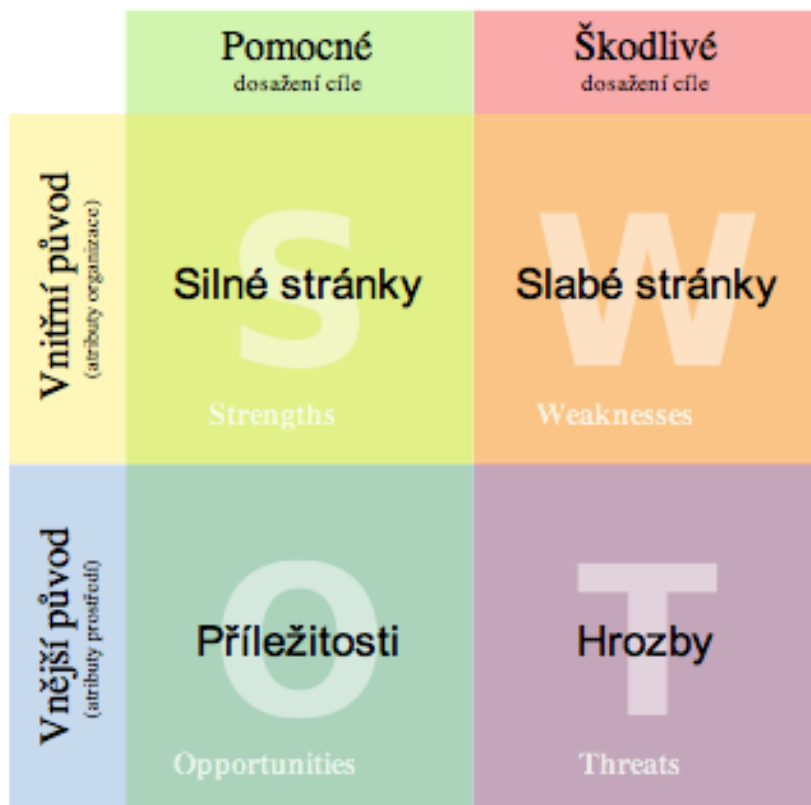 Pomocné
dosažení cíle
Škodlivé
dosažení cíle
Vnitřní původ
(atributy organizace)
S
Silné stránky
Strengths
W
Slabé stránky
Weaknesses
Vnější původ
(atributy prostředí)
O
Příležitosti
Opportunities
T
Hrozby
Threats